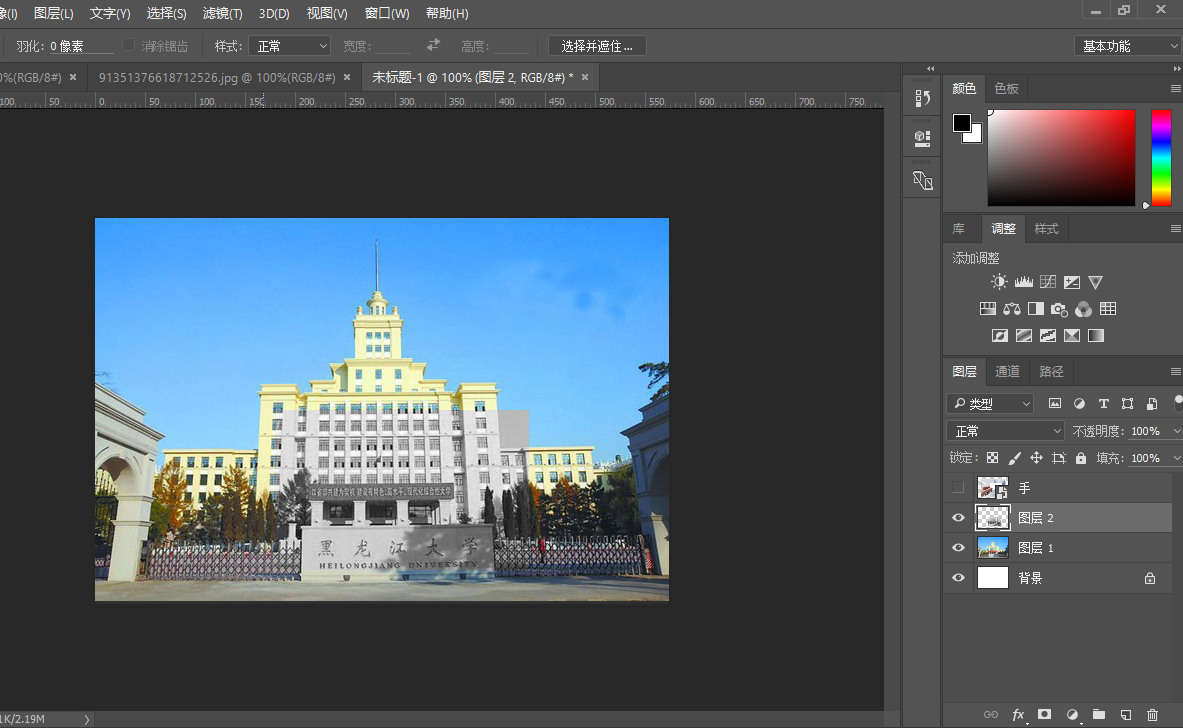 象(I) 图层(L) 文字(Y) 选择(S) 滤镜(T) 3D(D) 视图(V) 窗口(W) 帮助(H)
羽化: 0 像素 消除锯齿 样式: 正常 宽度: 高度: 选择并遮住 ... 基本功能
0%(RGB/8#) × 91351376618712526.jpg @ 100%(RGB/8#) × 未标题-1 @ 100% (图层 2, RGB/8#) * ×
100 50 0 50 100 150 200 250 300 350 400 450 500 550 600 650 700 750
颜色 色板
库 调整 样式
添加调整
图层 通道 路径
类型
正常 不透明度: 100%
锁定: 填充: 100%
手
图层 2
图层 1
背景
黑龙江大学
HEILONGJIANG UNIVERSITY
1K/2.19M
fx